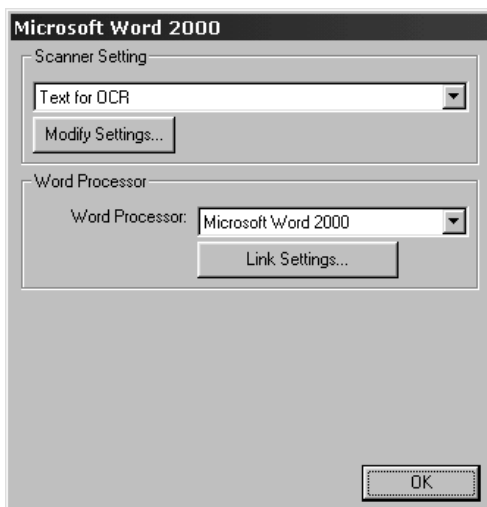 Microsoft Word 2000
Scanner Setting
Text for OCR
Modify Settings...
Word Processor
Word Processor: Microsoft Word 2000
Link Settings...
OK